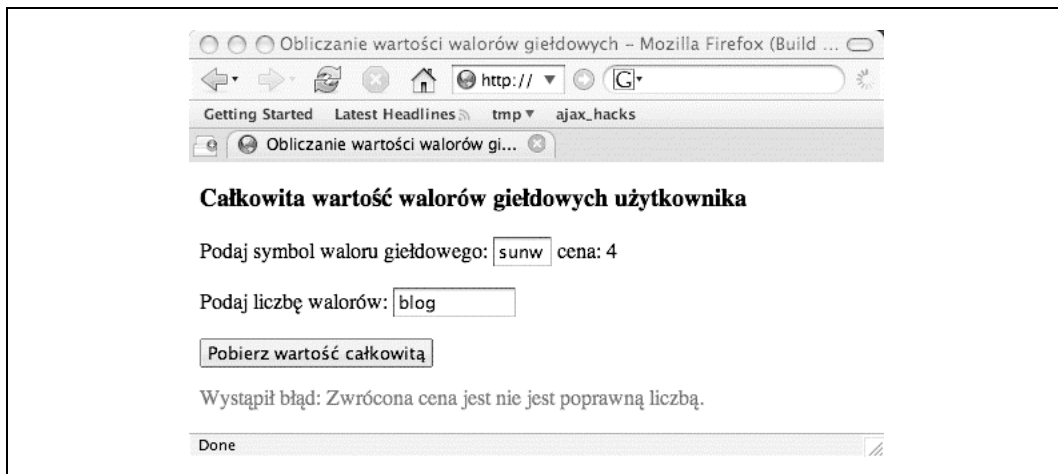 Obliczanie wartości walorów giełdowych – Mozilla Firefox (Build ...
http:// G
Getting Started Latest Headlines tmp ajax_hacks
Obliczanie wartości walorów gi...
Całkowita wartość walorów giełdowych użytkownika
Podaj symbol waloru giełdowego: sunw cena: 4
Podaj liczbę walorów: blog
Pobierz wartość całkowitą
Wystąpił błąd: Zwrócona cena jest nie jest poprawną liczbą.
Done